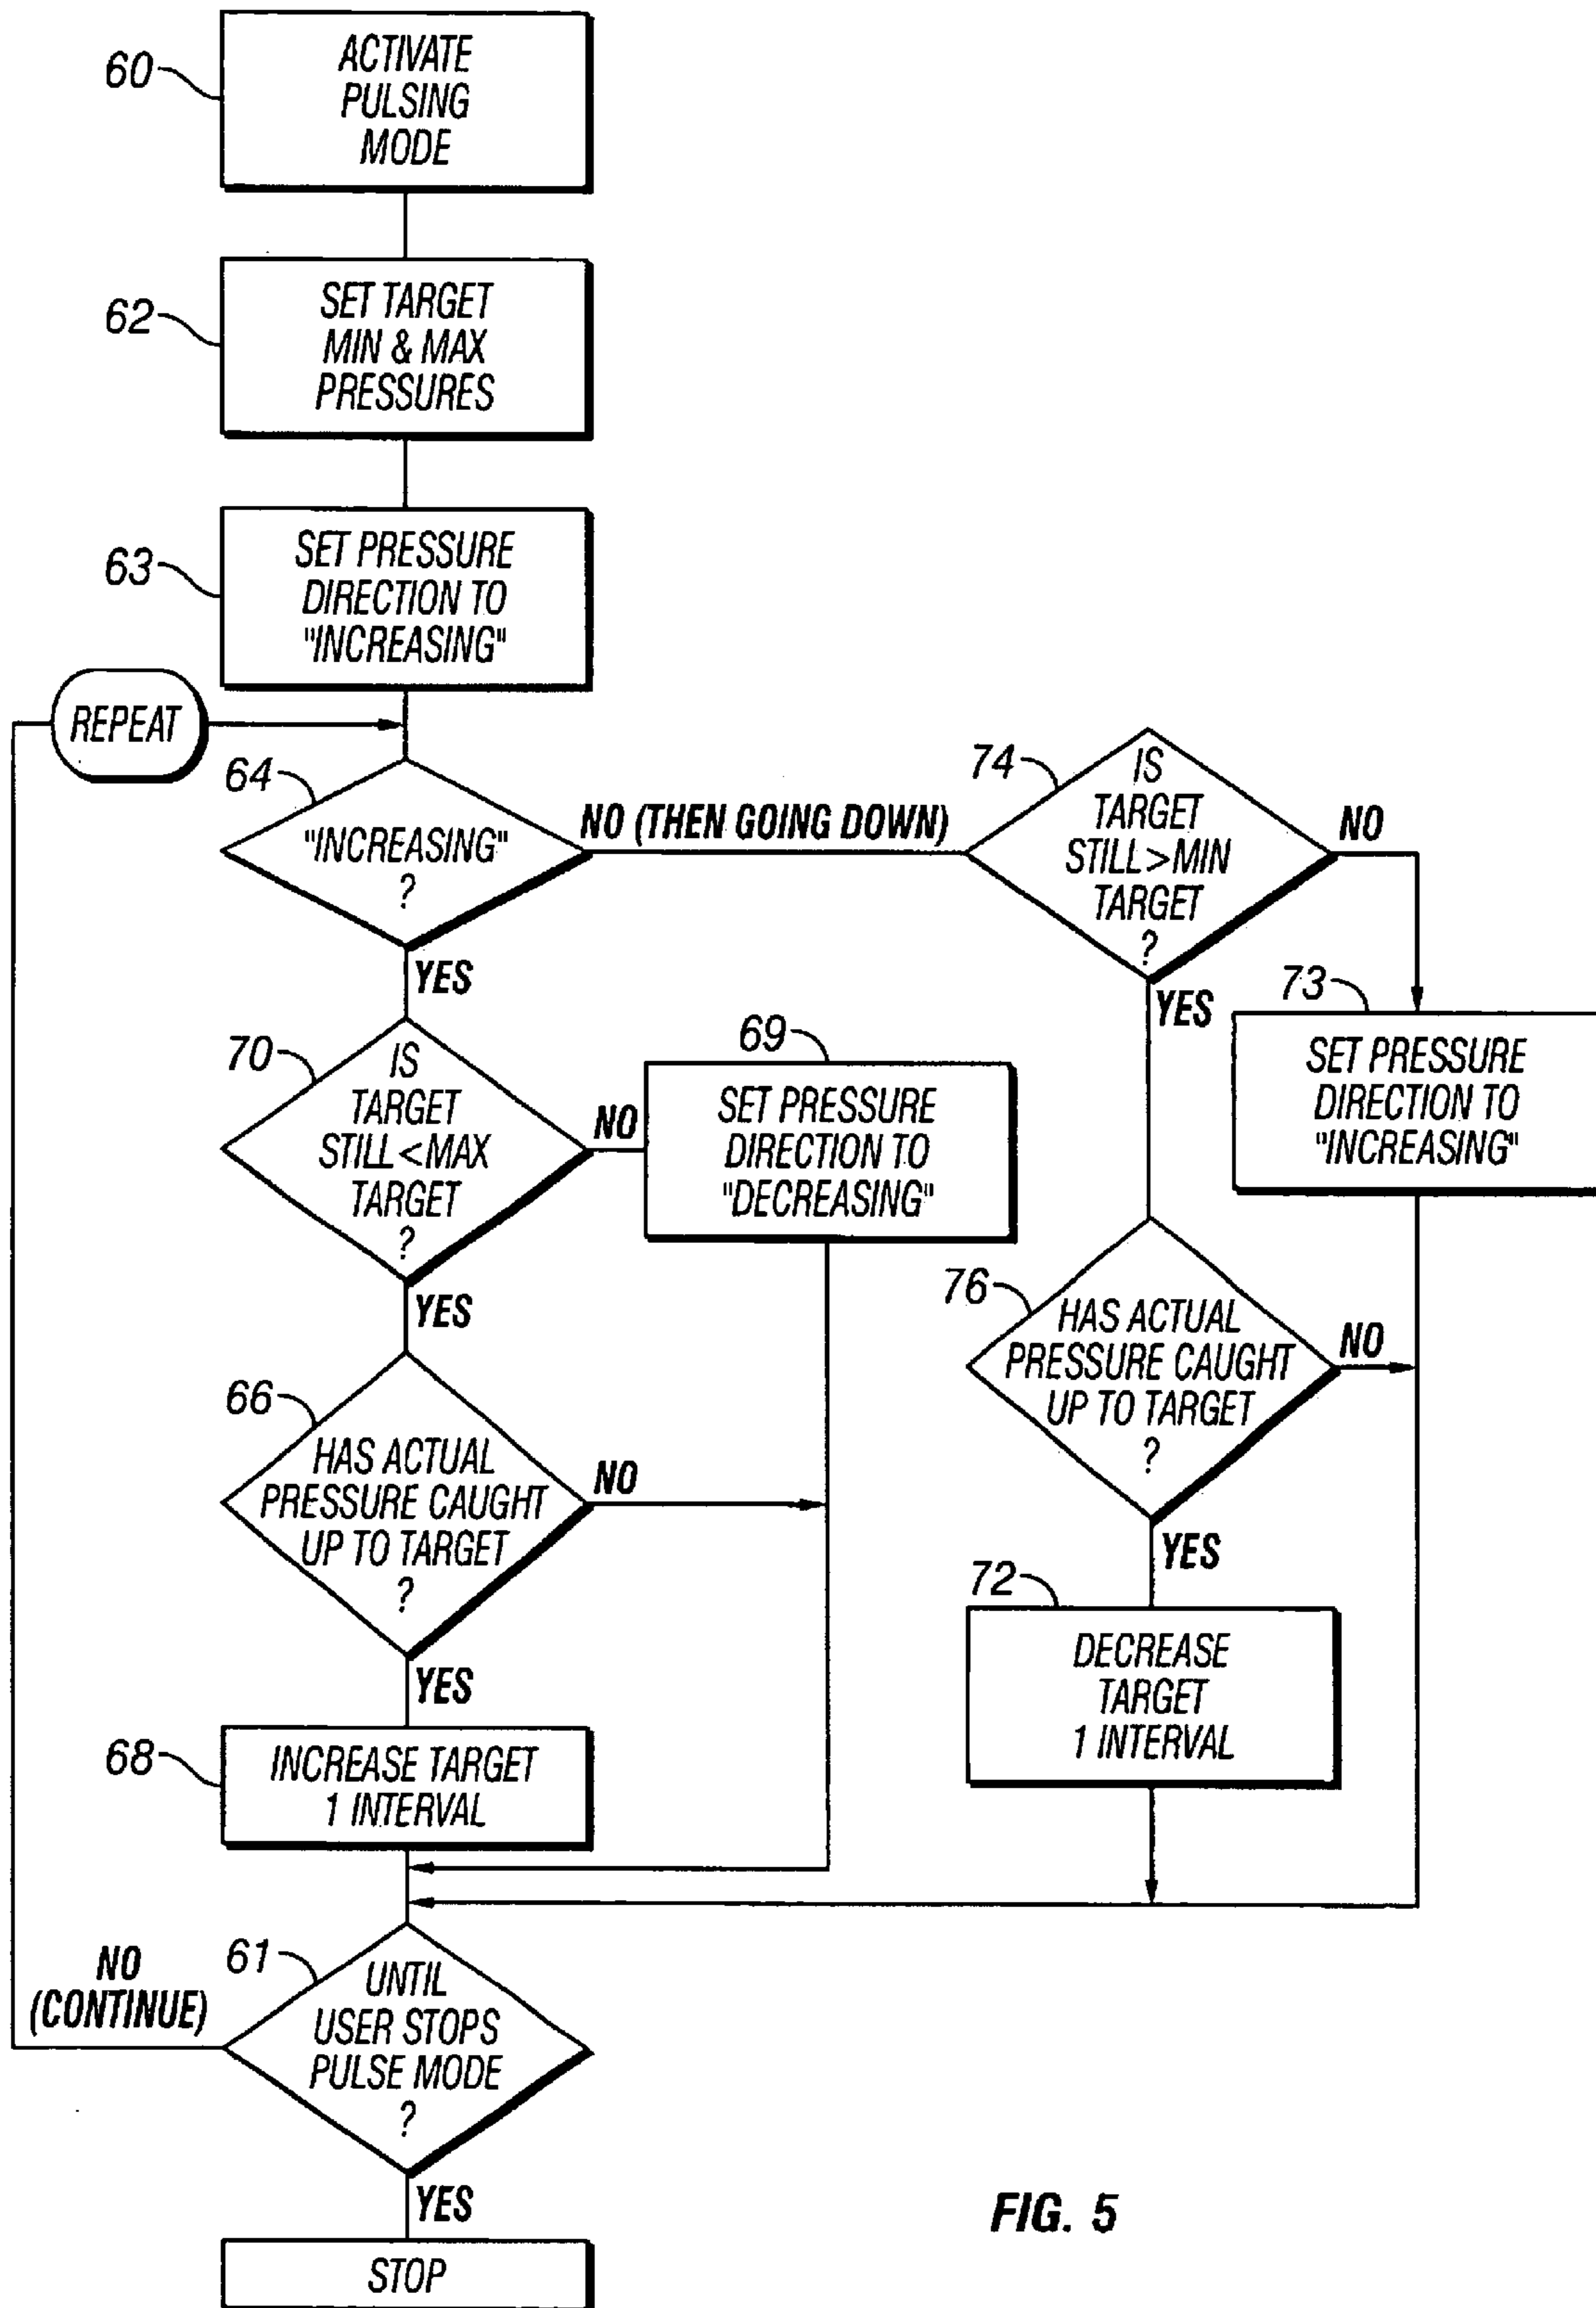 60
ACTIVATE
PULSING
MODE
62
SET TARGET
MIN & MAX
PRESSURES
63
SET PRESSURE
DIRECTION TO
"INCREASING"
REPEAT
64
"INCREASING"
?
NO (THEN GOING DOWN)
YES
74
IS
TARGET
STILL>MIN
TARGET
?
NO
YES
73
SET PRESSURE
DIRECTION TO
"INCREASING"
70
IS
TARGET
STILL<MAX
TARGET
?
NO
YES
69
SET PRESSURE
DIRECTION TO
"DECREASING"
76
HAS ACTUAL
PRESSURE CAUGHT
UP TO TARGET
?
NO
YES
66
HAS ACTUAL
PRESSURE CAUGHT
UP TO TARGET
?
NO
YES
72
DECREASE
TARGET
1 INTERVAL
68
INCREASE TARGET
1 INTERVAL
61
UNTIL
USER STOPS
PULSE MODE
?
NO
(CONTINUE)
YES
STOP
FIG. 5